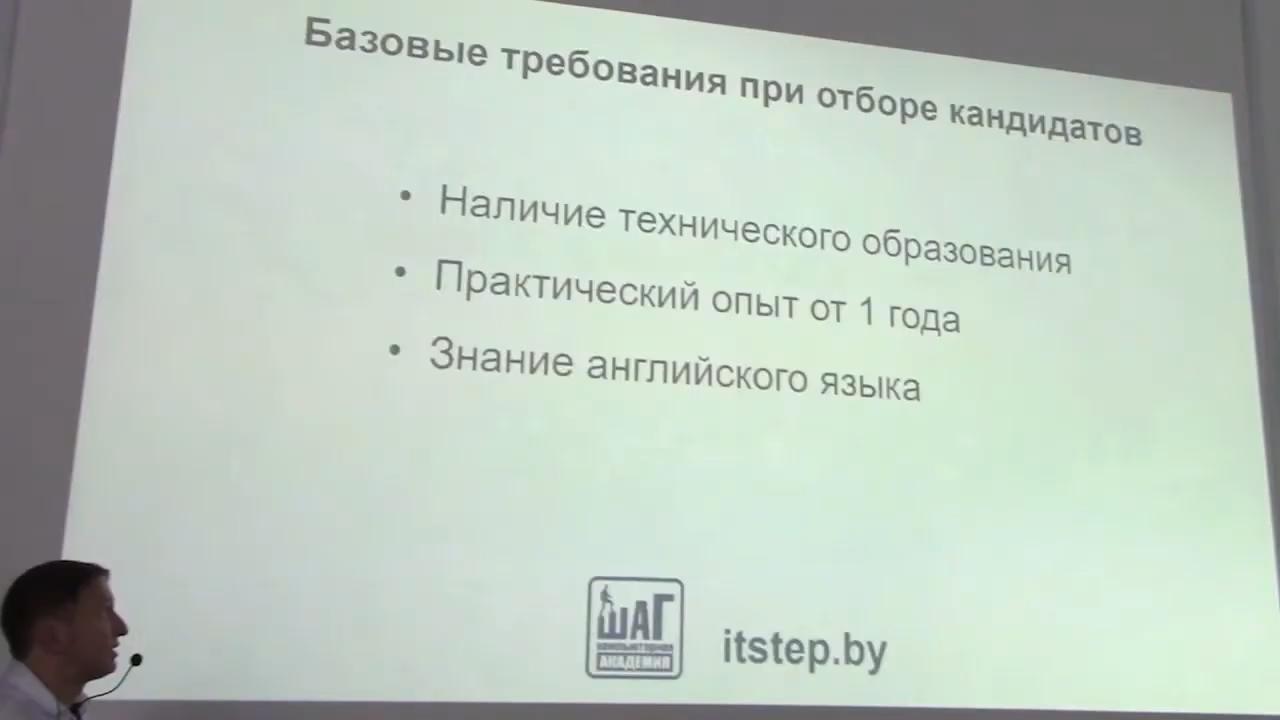 Базовые требования при отборе кандидатов
• Наличие технического образования
• Практический опыт от 1 года
• Знание английского языка
ШАГ
КОМПЬЮТЕРНАЯ
АКАДЕМИЯ
itstep.by